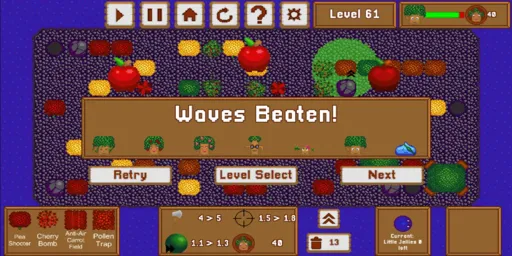 Level 61
40
Waves Beaten!
Retry
Level Select
Next
Pea Shooter
Cherry Bomb
Anti-Air Carrot Field
Pollen Trap
4 > 5
1.5 > 1.8
1.1 > 1.3
40
13
Current:
Little Jellies 8
left